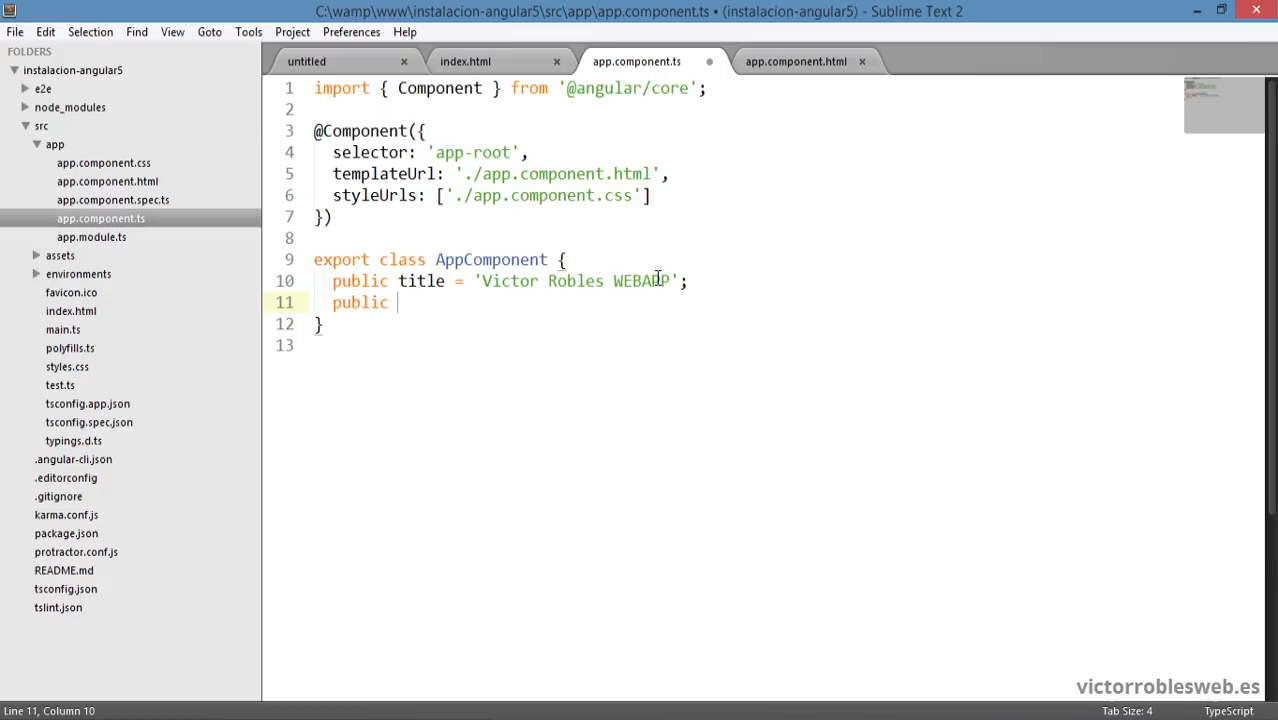 C:\wamp\www\instalacion-angular5\src\app\app.component.ts • (instalacion-angular5) - Sublime Text 2
File Edit Selection Find View Goto Tools Project Preferences Help
FOLDERS
instalacion-angular5
e2e
node_modules
src
app
app.component.css
app.component.html
app.component.spec.ts
app.component.ts
app.module.ts
assets
environments
favicon.ico
index.html
main.ts
polyfills.ts
styles.css
test.ts
tsconfig.app.json
tsconfig.spec.json
typings.d.ts
.angular-cli.json
.editorconfig
.gitignore
karma.conf.js
package.json
protractor.conf.js
README.md
tsconfig.json
tslint.json
untitled index.html app.component.ts app.component.html
1 import { Component } from '@angular/core';
2
3 @Component({
4 selector: 'app-root',
5 templateUrl: './app.component.html',
6 styleUrls: ['./app.component.css']
7 })
8
9 export class AppComponent {
10 public title = 'Victor Robles WEBAPP';
11 public
12 }
13
victorroblesweb.es
Line 11, Column 10 Tab Size: 4 TypeScript